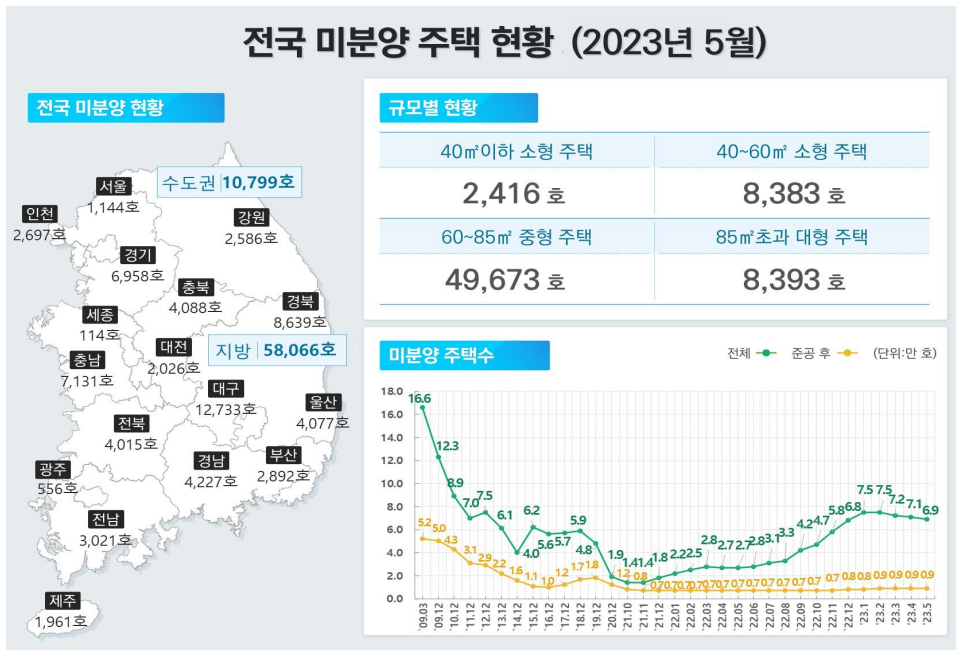 전국 미분양 주택 현황 (2023년 5월)
전국 미분양 현황
수도권 10,799호
서울
1,144호
인천
2,697호
강원
2,586호
경기
6,958호
충북
4,088호
경북
8,639호
세종
114호
대전
2,026호
지방 58,066호
충남
7,131호
대구
12,733호
울산
4,077호
전북
4,015호
경남
4,227호
부산
2,892호
광주
556호
전남
3,021호
제주
1,961호
규모별 현황
40㎡이하 소형 주택 40~60㎡ 소형 주택
2,416 호 8,383 호
60~85㎡ 중형 주택 85㎡초과 대형 주택
49,673 호 8,393 호
미분양 주택수
전체 준공 후 (단위:만 호)
18.0
16.0
14.0
12.0
10.0
8.0
6.0
4.0
2.0
0.0
16.6 12.3 8.9 7.0 7.5 6.1 4.0 6.2 5.6 5.7 5.9 4.8 1.9 1.4 1.4 1.8 2.2 2.5 2.8 2.7 2.7 2.8 3.1 3.3 4.2 4.7 5.8 6.8 7.5 7.5 7.2 7.1 6.9
5.2 5.0 4.3 3.1 2.9 2.2 1.6 1.1 1.0 1.2 1.7 1.8 1.2 0.8 0.7 0.7 0.7 0.7 0.7 0.7 0.7 0.7 0.7 0.7 0.7 0.7 0.8 0.8 0.9 0.9 0.9 0.9
'09.03 '09.12 '10.12 '11.12 '12.12 '13.12 '14.12 '15.12 '16.12 '17.12 '18.12 '19.12 '20.12 '21.10 '21.11 '21.12 '22.01 '22.02 '22.03 '22.04 '22.05 '22.06 '22.07 '22.08 '22.09 '22.10 '22.11 '22.12 '23.1 '23.2 '23.3 '23.4 '23.5